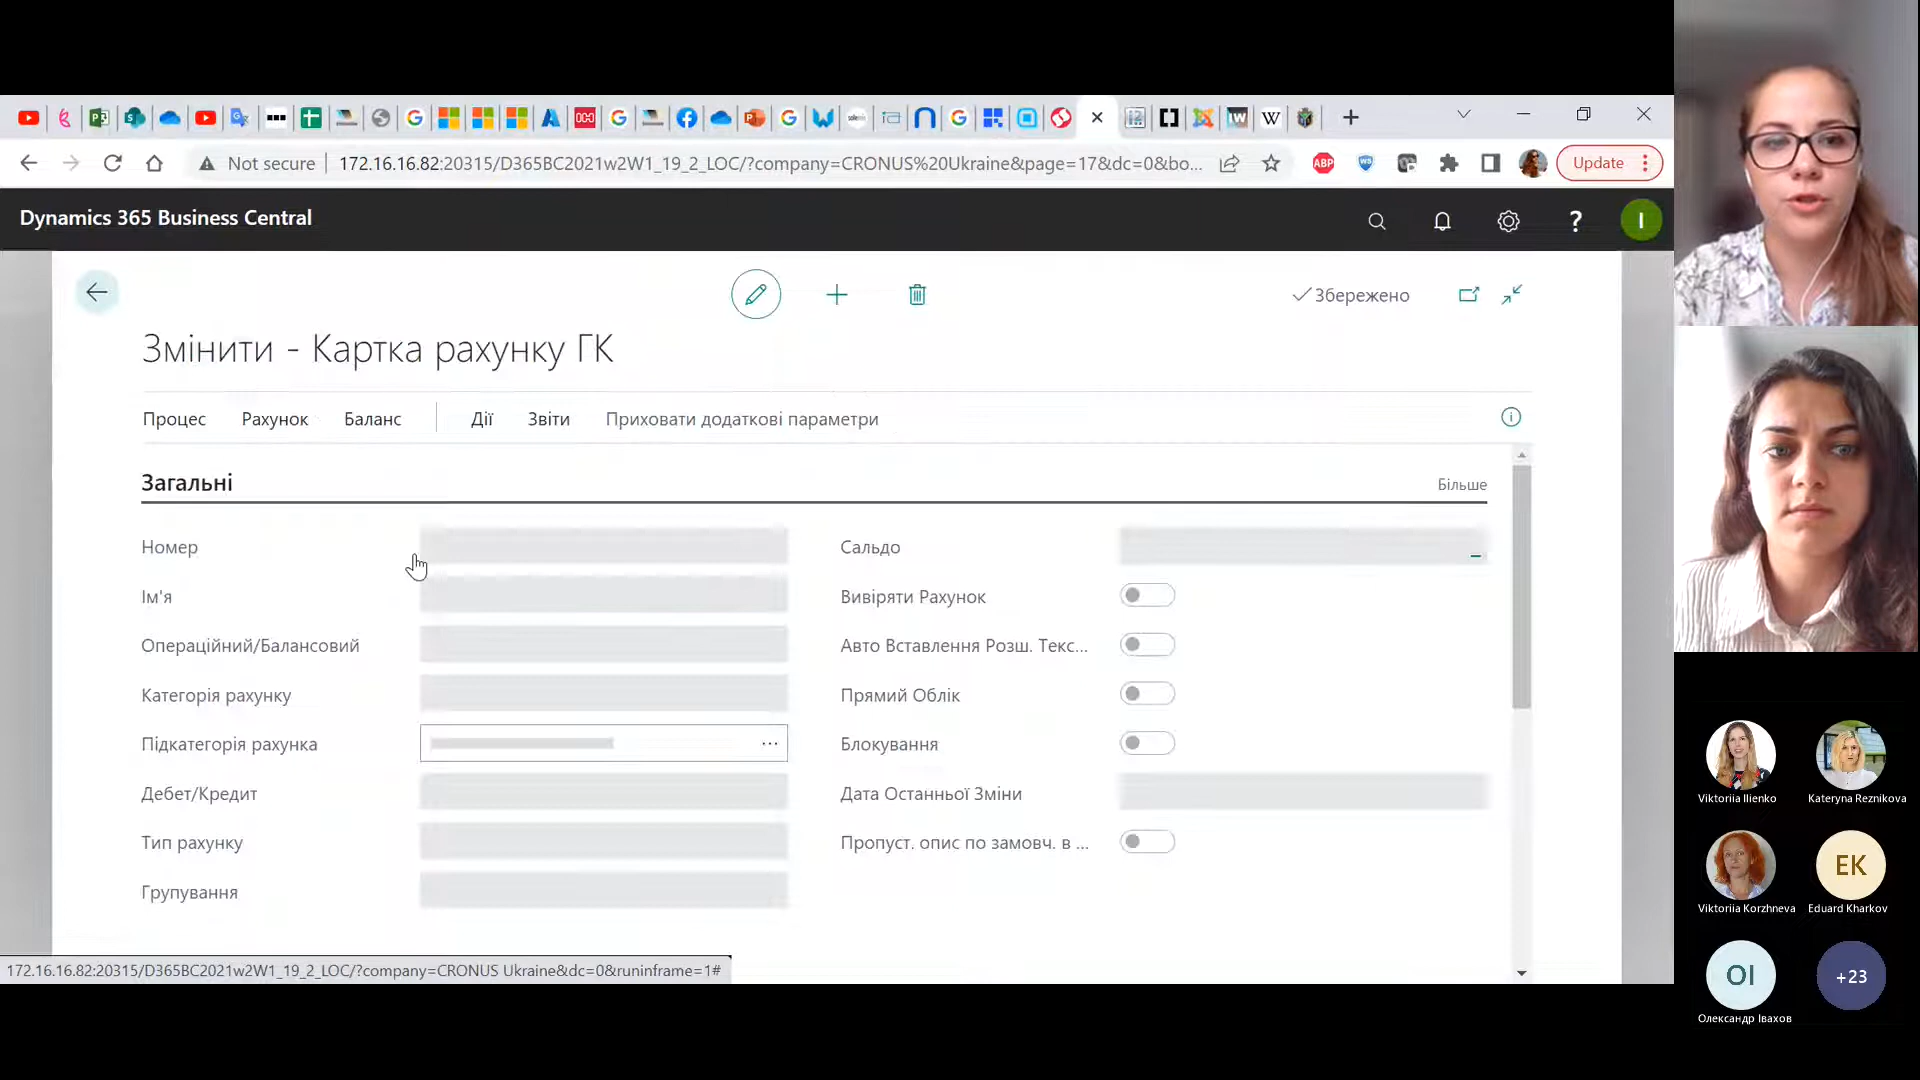 Not secure
172.16.16.82:20315/D365BC2021w2W1_19_2_LOC/?company=CRONUS%20Ukraine&page=17&dc=0&bo...
ABP
Update
Dynamics 365 Business Central
I
Збережено
Змінити - Картка рахунку ГК
Процес
Рахунок
Баланс
Дії
Звіти
Приховати додаткові параметри
Загальні
Більше
Номер
Ім'я
Операційний/Балансовий
Категорія рахунку
Підкатегорія рахунка
Дебет/Кредит
Тип рахунку
Групування
Сальдо
Вивіряти Рахунок
Авто Вставлення Розш. Текс...
Прямий Облік
Блокування
Дата Останньої Зміни
Пропуст. опис по замовч. в ...
172.16.16.82:20315/D365BC2021w2W1_19_2_LOC/?company=CRONUS Ukraine&dc=0&runinframe=1#
Viktoriia Ilienko
Kateryna Reznikova
Viktoriia Korzhneva
EK
Eduard Kharkov
OI
Олександр Івахов
+23